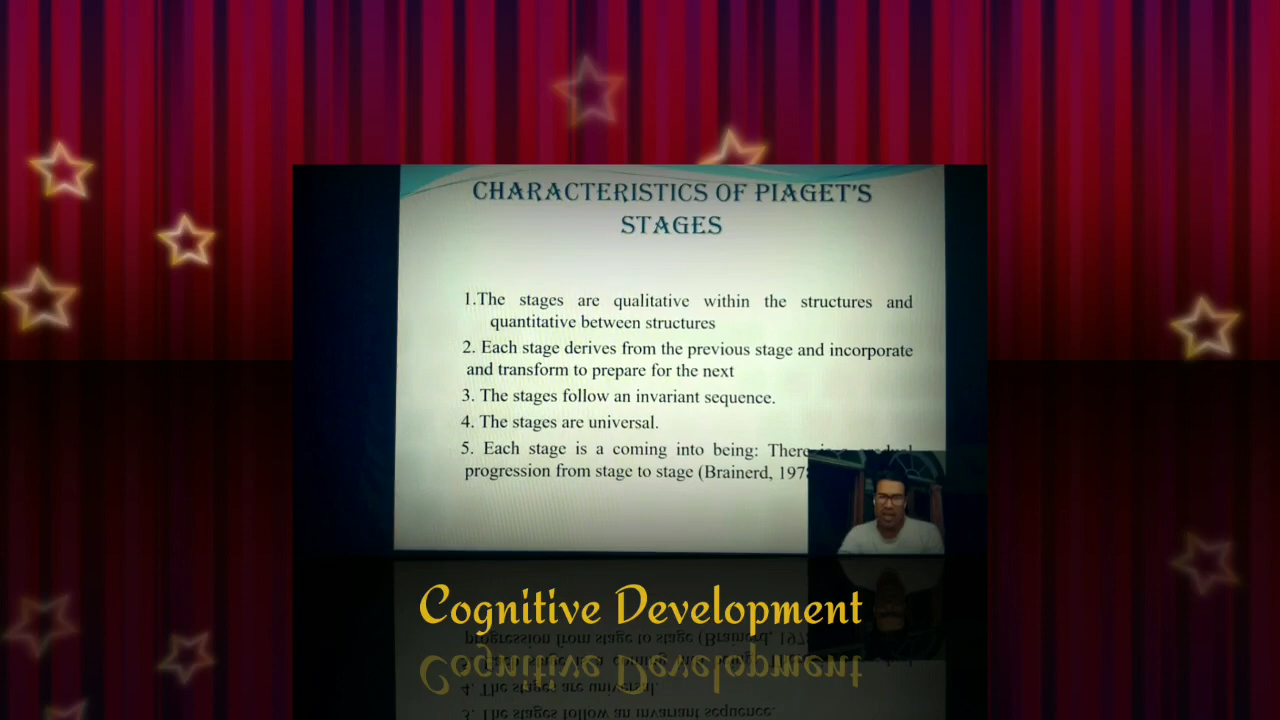 CHARACTERISTICS OF PIAGET'S
STAGES
1.The stages are qualitative within the structures and
quantitative between structures
2. Each stage derives from the previous stage and incorporate
and transform to prepare for the next
3. The stages follow an invariant sequence.
4. The stages are universal.
5. Each stage is a coming into being: There
progression from stage to stage (Brainerd, 197
Cognitive Development